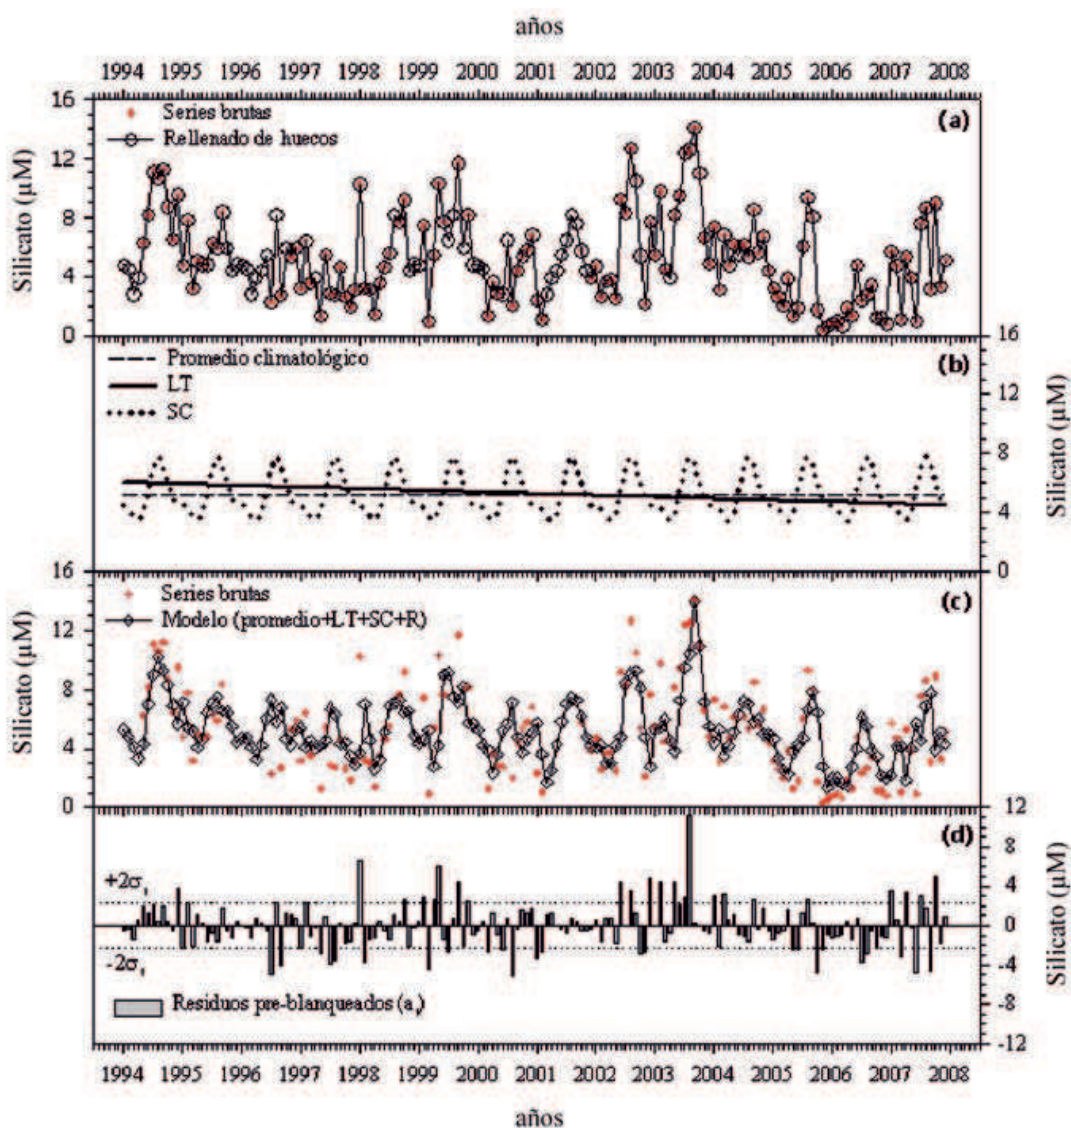 años
1994 1995 1996 1997 1998 1999 2000 2001 2002 2003 2004 2005 2006 2007 2008
16
12
8
4
0
Silicato (µM)
Series brutas
Rellenado de huecos
(a)
16
12
8
4
0
Silicato (µM)
Promedio climatológico
LT
SC
(b)
16
12
8
4
0
Silicato (µM)
Series brutas
Modelo (promedio+LT+SC+R)
(c)
12
8
4
0
-4
-8
-12
Silicato (µM)
+2σ
-2σ
Residuos pre-blanqueados (a
(d)
1994 1995 1996 1997 1998 1999 2000 2001 2002 2003 2004 2005 2006 2007 2008
años